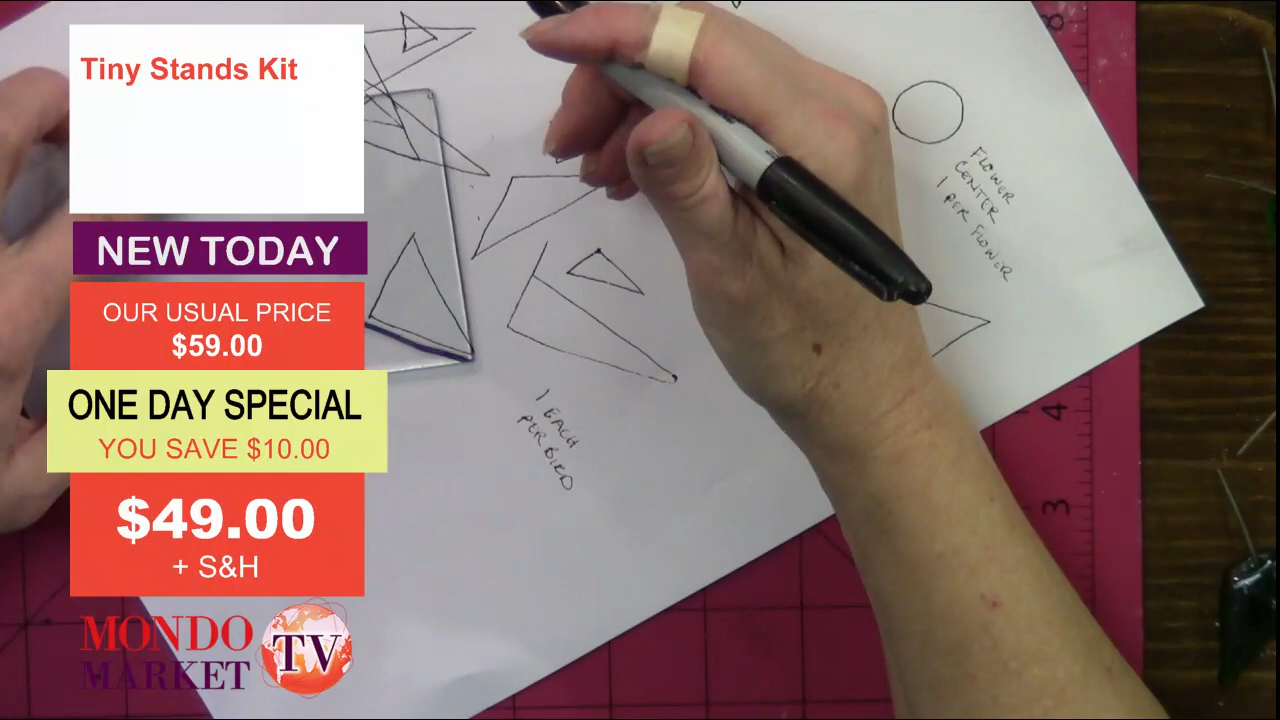 Tiny Stands Kit
NEW TODAY
OUR USUAL PRICE
$59.00
ONE DAY SPECIAL
YOU SAVE $10.00
$49.00
+ S&H
MONDO
MARKET
TV
FLOWER
CENTER
1 PER FLOWER
1 EACH
PER BIRD
8
4
3